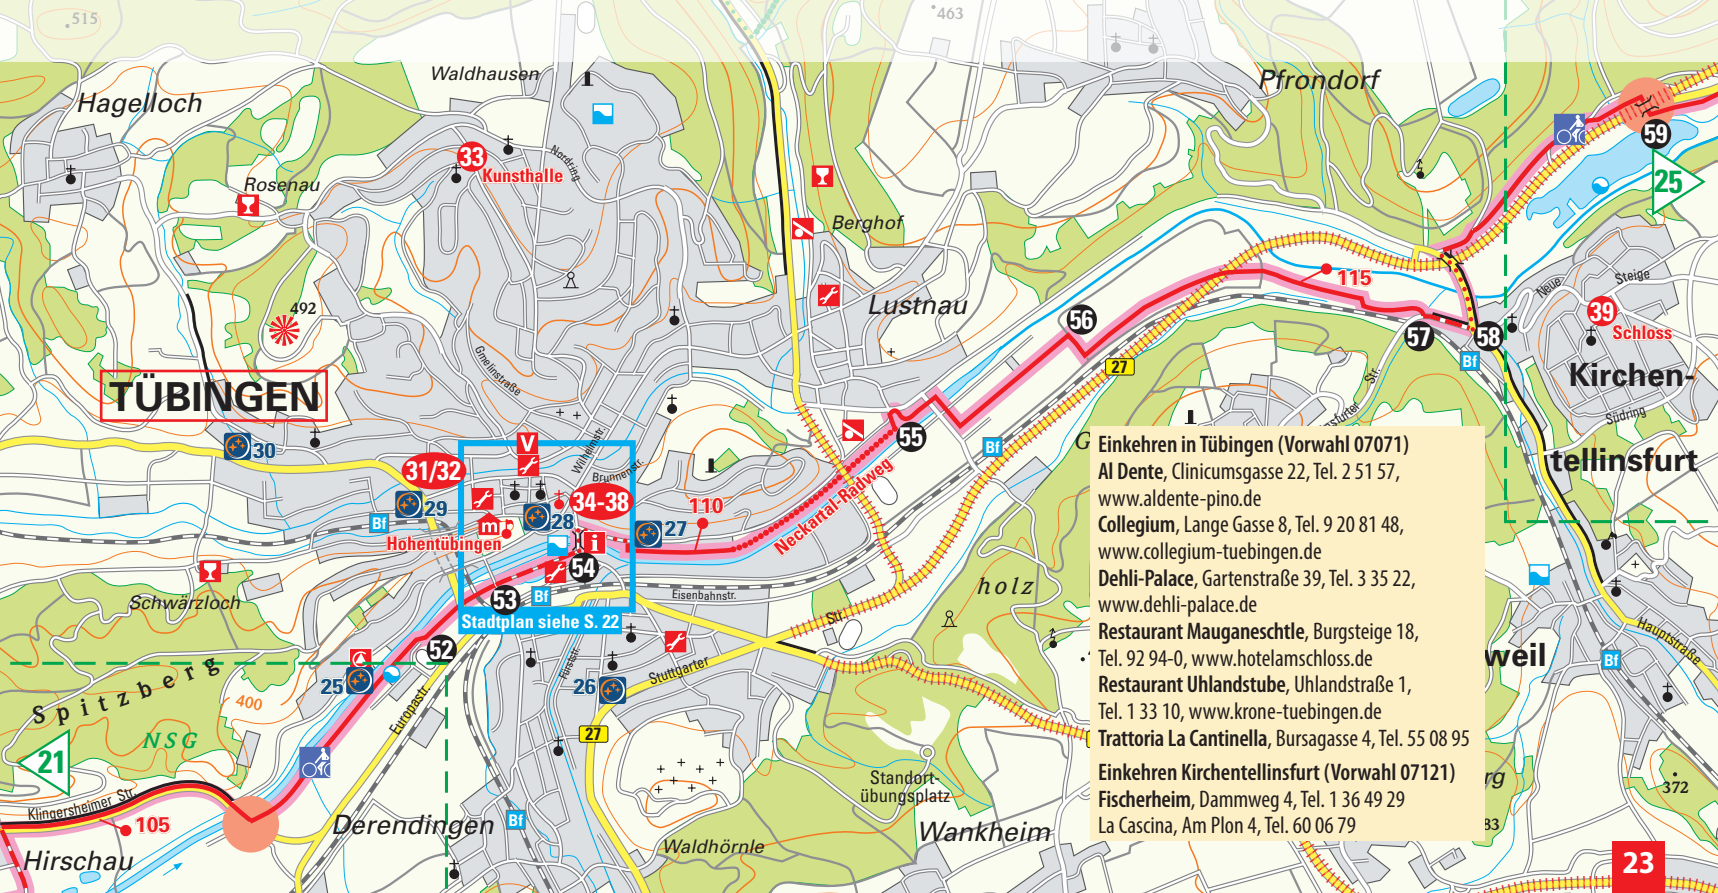 515
463
Waldhausen
Pfrondorf
Hagelloch
59
33
Kunsthalle
Nordring
25
Rosenau
Berghof
Steige
Neue
115
492
Lustnau
39
Schloss
56
57
58
Bf
Gmelinstraße
27
Kirchen-
TÜBINGEN
Str.
Südring
30
V
Wilhelmstr.
55
Bf
tellinsfurt
31/32
Brunnenstr.
Neckartal-Radweg
29
34-38
110
28
27
Bf
m
Hohentübingen
i
54
Schwärzloch
53
Bf
Eisenbahnstr.
holz
Stadtplan siehe S. 22
Str.
52
Hauptstraße
Spitzberg
25
Fürststr.
Stuttgarter
weil
Bf
400
26
Europastr.
NSG
27
21
Standort-
übungsplatz
rg
372
Klingersheimer Str.
105
Derendingen
Bf
Wankheim
83
Waldhörnle
Hirschau
23
Einkehren in Tübingen (Vorwahl 07071)
Al Dente, Clinicumsgasse 22, Tel. 2 51 57,
www.aldente-pino.de
Collegium, Lange Gasse 8, Tel. 9 20 81 48,
www.collegium-tuebingen.de
Dehli-Palace, Gartenstraße 39, Tel. 3 35 22,
www.dehli-palace.de
Restaurant Mauganeschtle, Burgsteige 18,
Tel. 92 94-0, www.hotelamschloss.de
Restaurant Uhlandstube, Uhlandstraße 1,
Tel. 1 33 10, www.krone-tuebingen.de
Trattoria La Cantinella, Bursagasse 4, Tel. 55 08 95
Einkehren Kirchentellinsfurt (Vorwahl 07121)
Fischerheim, Dammweg 4, Tel. 1 36 49 29
La Cascina, Am Plon 4, Tel. 60 06 79